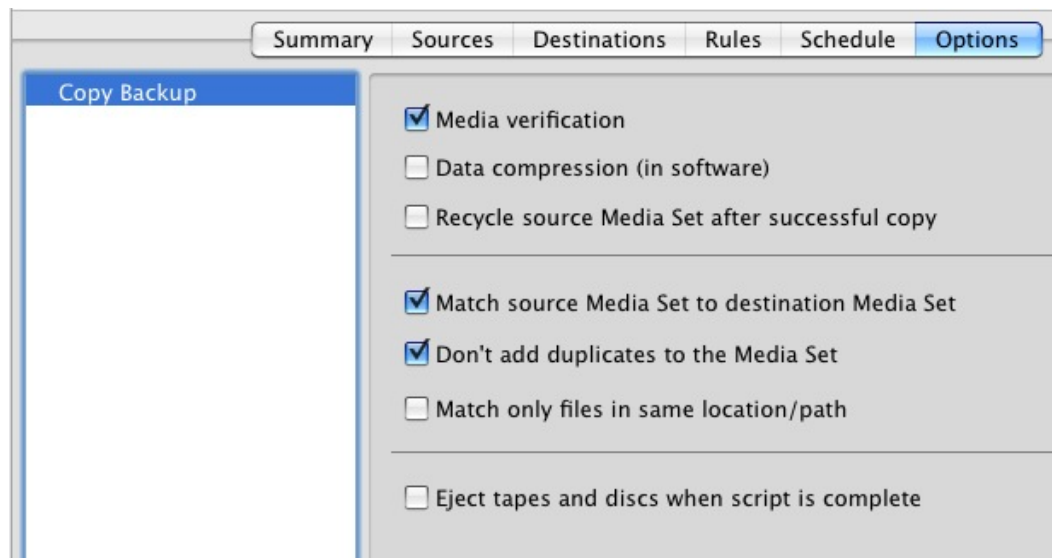 Summary Sources Destinations Rules Schedule Options
Copy Backup
Media verification
Data compression (in software)
Recycle source Media Set after successful copy
Match source Media Set to destination Media Set
Don't add duplicates to the Media Set
Match only files in same location/path
Eject tapes and discs when script is complete